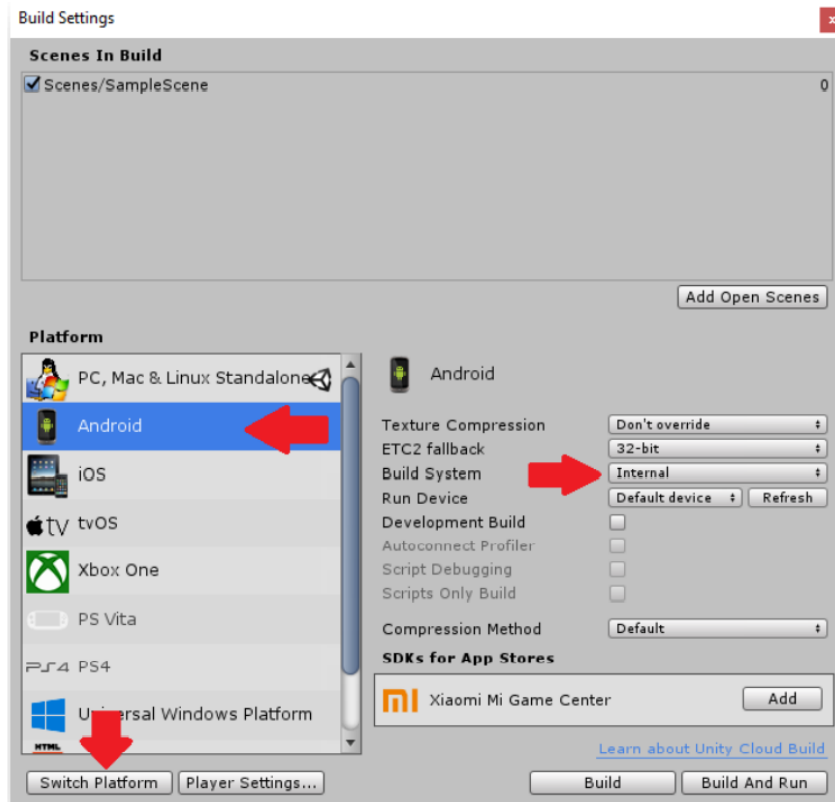 Build Settings
x
Scenes In Build
Scenes/SampleScene 0
Add Open Scenes
Platform
PC, Mac & Linux Standalone
Android
iOS
tv tvOS
Xbox One
PS Vita
PS4 PS4
Universal Windows Platform
HTML
Switch Platform
Player Settings...
Android
Texture Compression Don't override
ETC2 fallback 32-bit
Build System Internal
Run Device Default device Refresh
Development Build
Autoconnect Profiler
Script Debugging
Scripts Only Build
Compression Method Default
SDKs for App Stores
mi Xiaomi Mi Game Center Add
Learn about Unity Cloud Build
Build
Build And Run